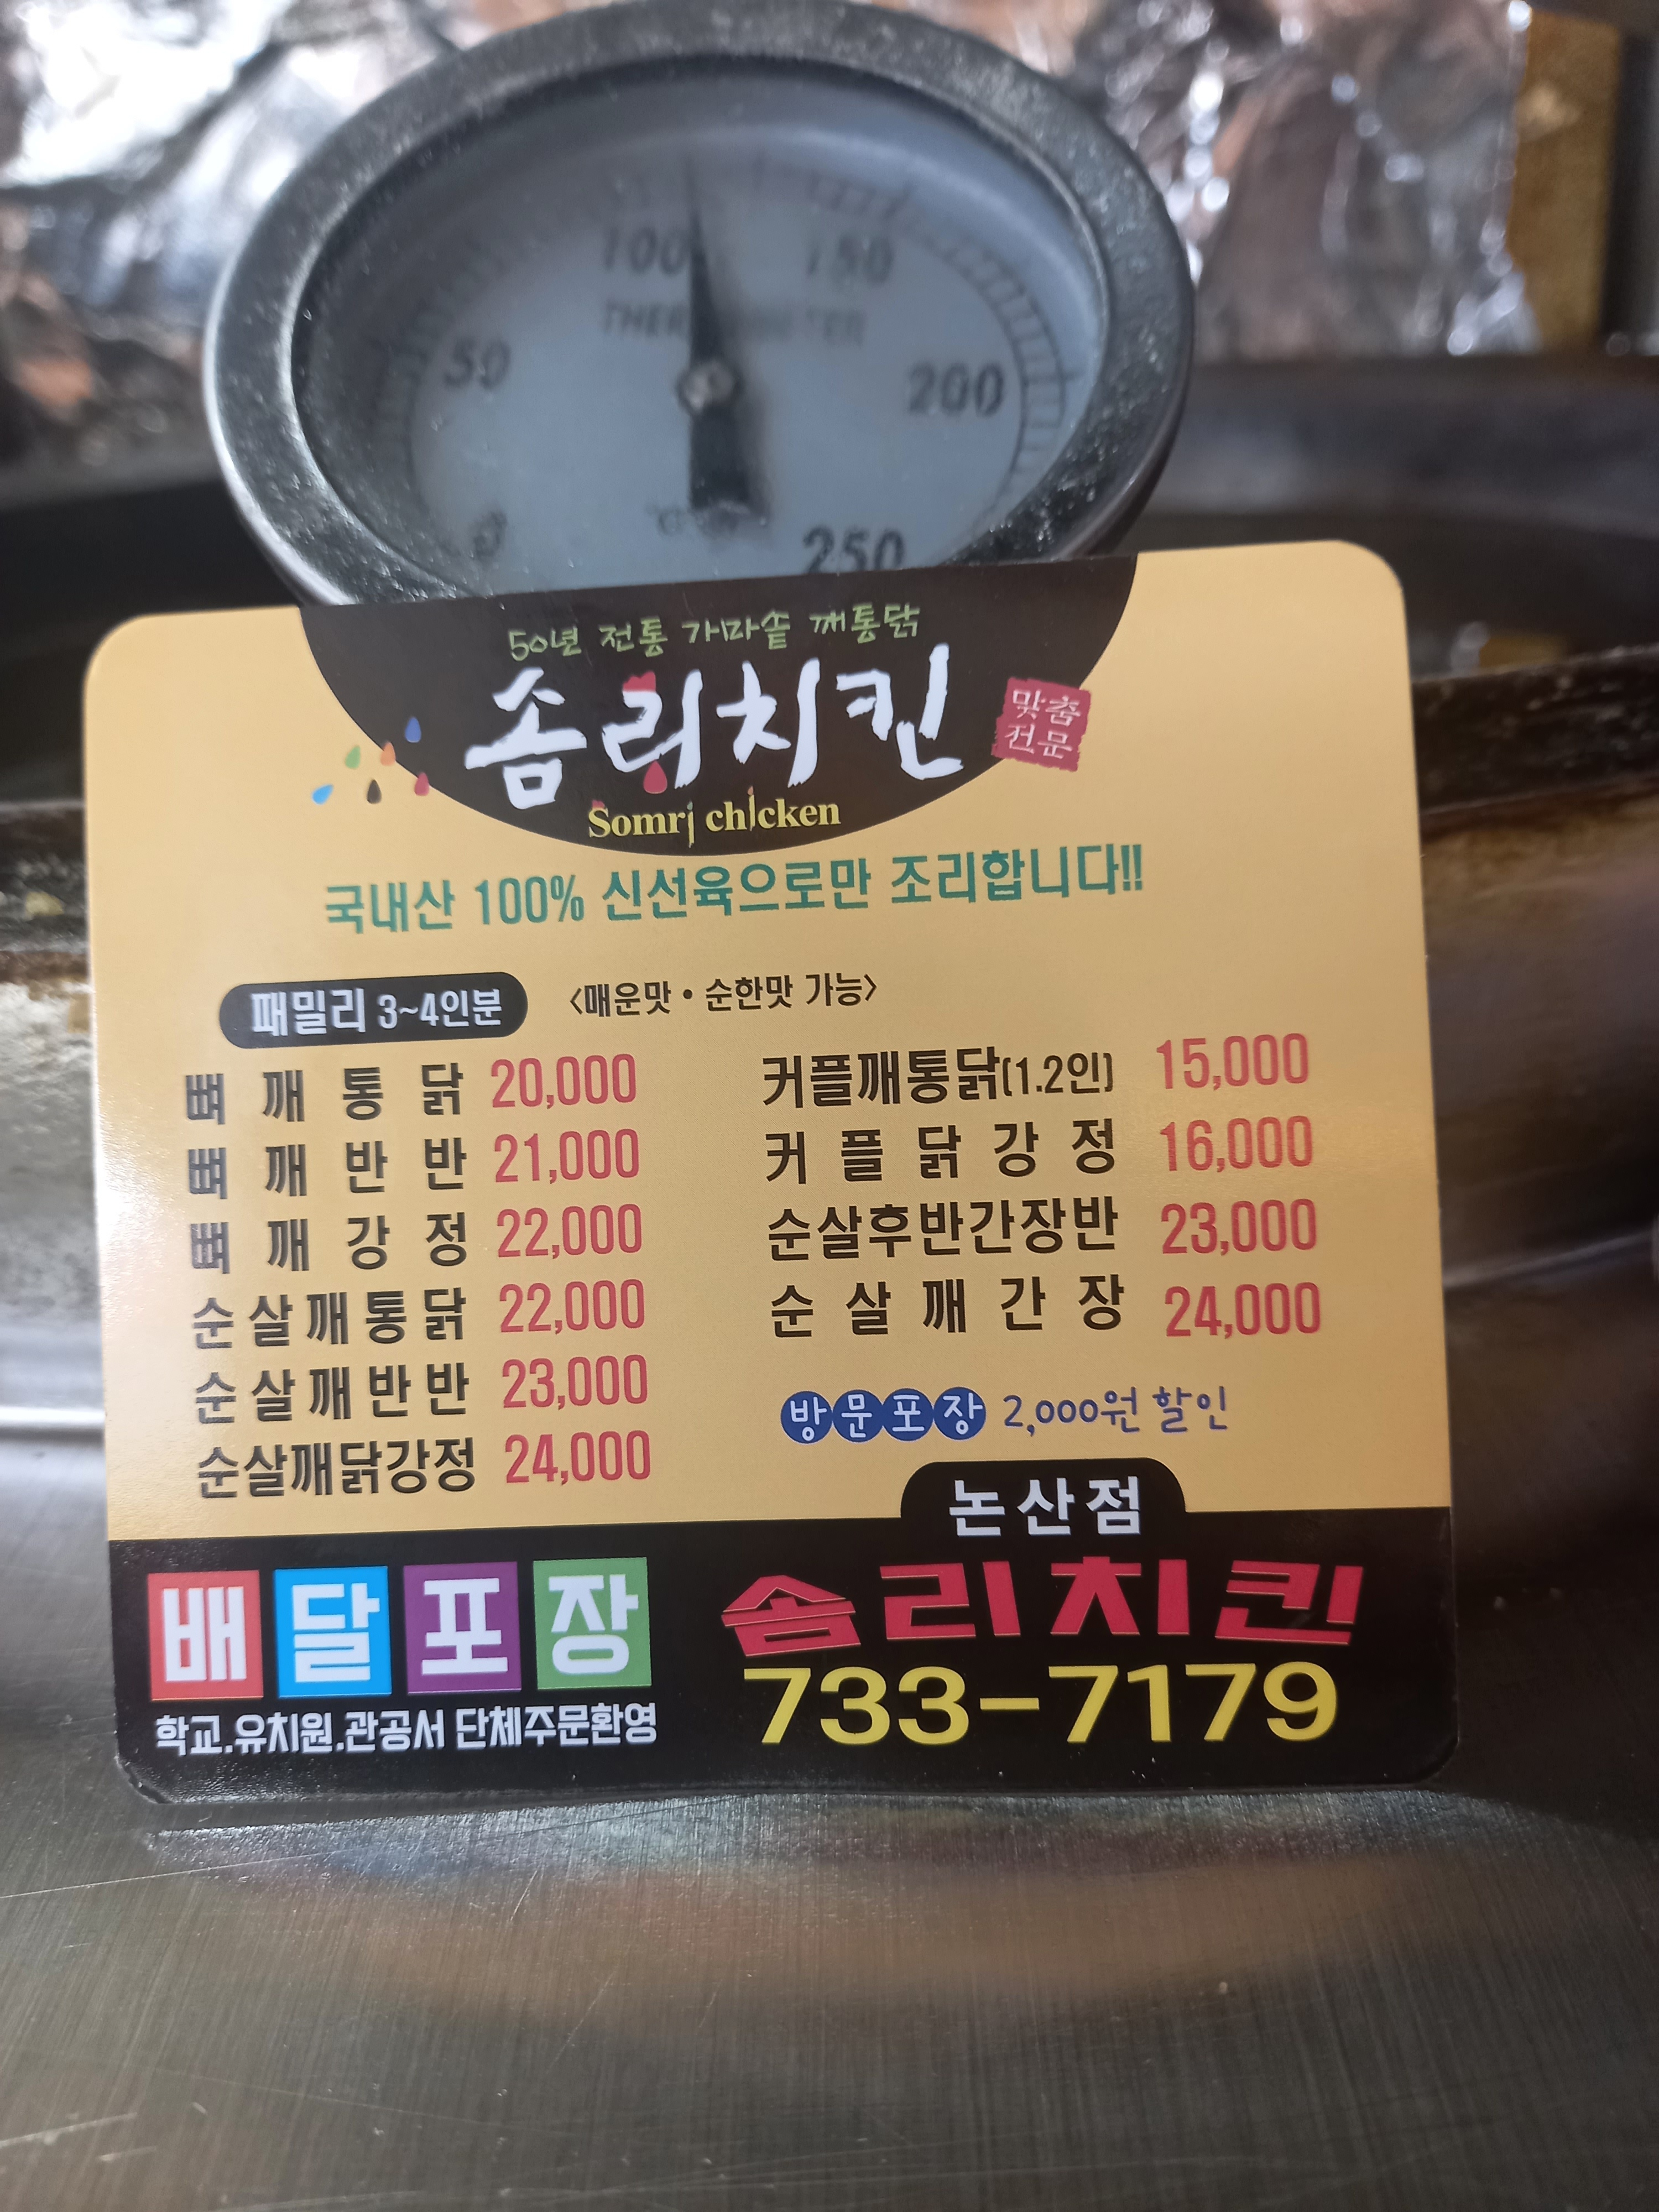 100 150
THER
50
200
0
250
50년 전통 가마솥 깨통닭
솜리치킨
맞춤
전문
Somri chicken
국내산 100% 신선육으로만 조리합니다!!
패밀리 3~4인분 <매운맛·순한맛 가능>
뼈깨통닭 20,000
뼈깨반반 21,000
뼈깨강정 22,000
순살깨통닭 22,000
순살깨반반 23,000
순살깨닭강정 24,000
커플깨통닭(1.2인) 15,000
커플닭강정 16,000
순살후반간장반 23,000
순살깨간장 24,000
방문포장 2,000원 할인
배달포장
학교.유치원.관공서 단체주문환영
논산점
솜리치킨
733-7179